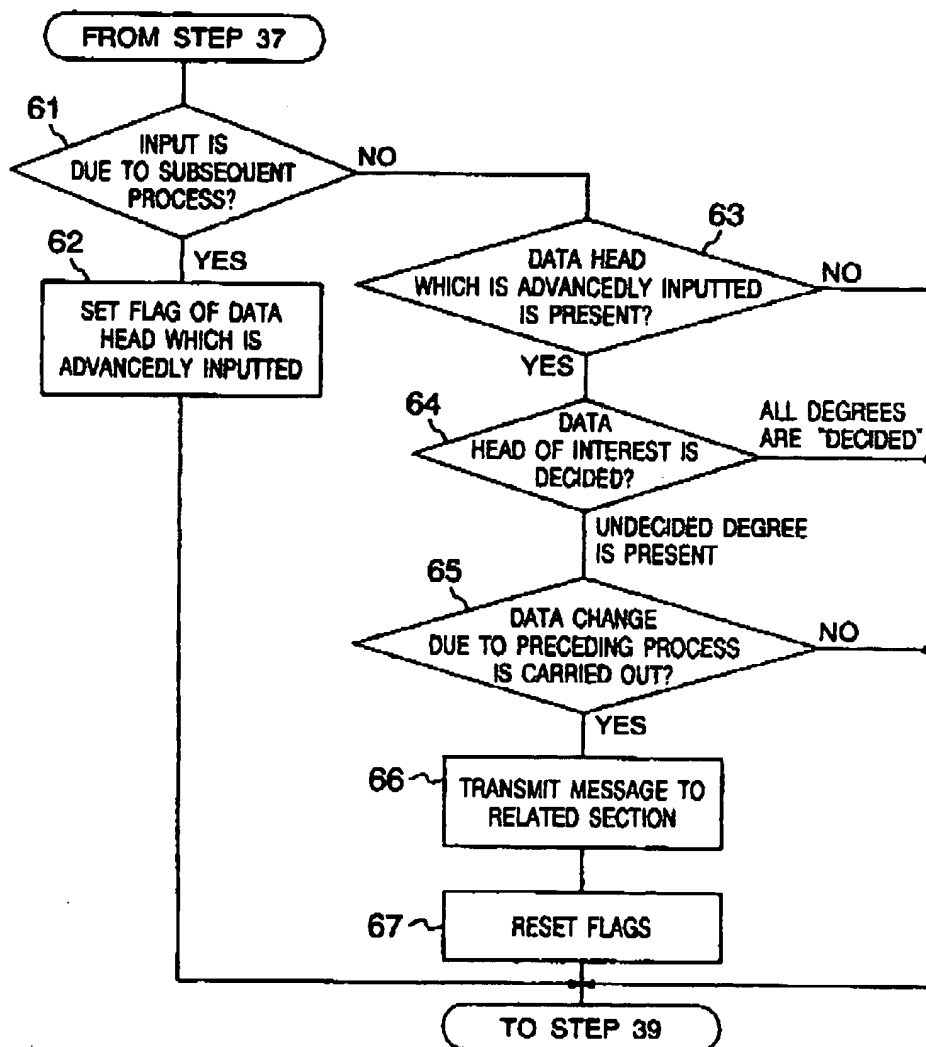 FROM STEP 37
61
INPUT IS
DUE TO SUBSEQUENT
PROCESS?
NO
YES
62
SET FLAG OF DATA
HEAD WHICH IS
ADVANCEDLY INPUTTED
63
DATA HEAD
WHICH IS ADVANCEDLY INPUTTED
IS PRESENT?
NO
YES
64
DATA
HEAD OF INTEREST IS
DECIDED?
ALL DEGREES
ARE "DECIDED"
UNDECIDED DEGREE
IS PRESENT
65
DATA CHANGE
DUE TO PRECEDING PROCESS
IS CARRIED OUT?
NO
YES
66
TRANSMIT MESSAGE TO
RELATED SECTION
67
RESET FLAGS
TO STEP 39